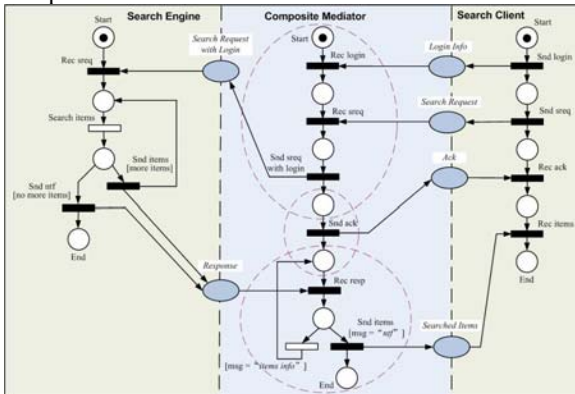 Search Engine
Composite Mediator
Search Client
Start
Rec sreq
Search items
Snd ntf
[no more items]
Snd items
[more items]
End
Search Request
with Login
Response
Start
Rec login
Rec sreq
Snd sreq
with login
Snd ack
Rec resp
Snd items
[msg = "ntf" ]
[msg = "items info"]
End
Login Info
Search Request
Ack
Searched Items
Start
Snd login
Snd sreq
Rec ack
Rec items
End